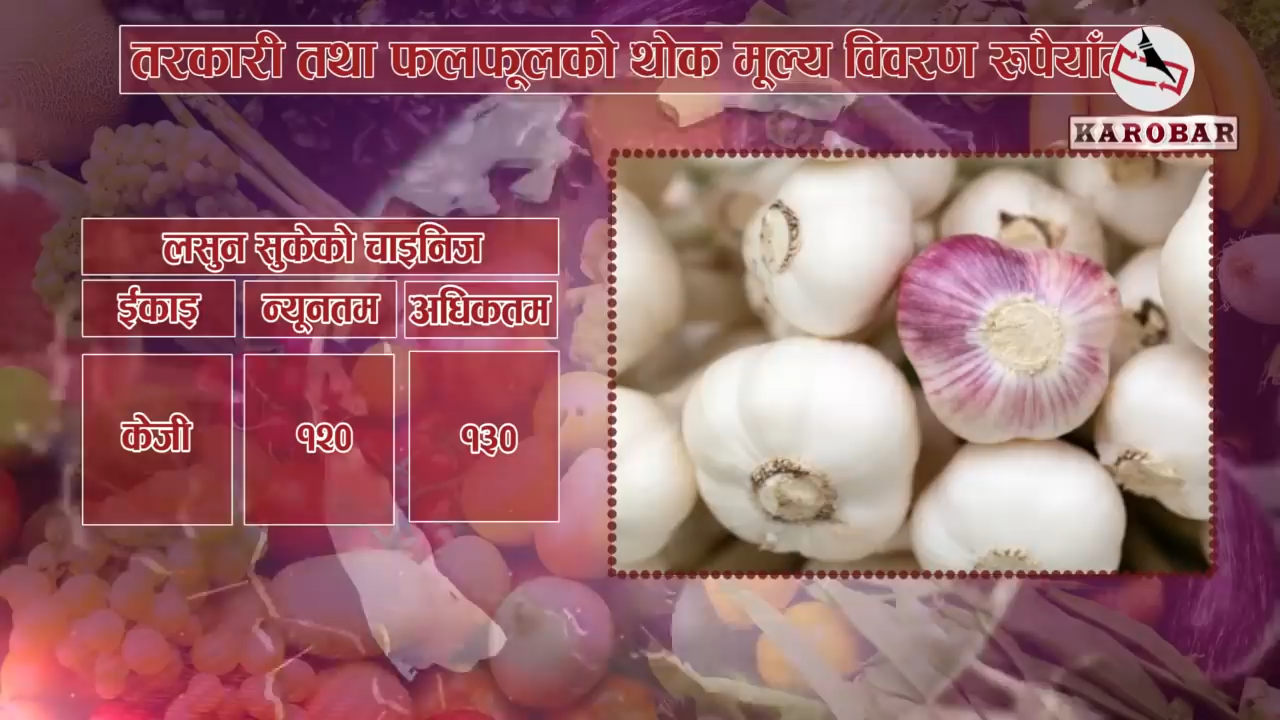 तरकारी तथा फलफूलको थोक मूल्य विवरण
KAROBAR
लसुन सुकेको चाइनिज
ईकाइ न्यूनतम अधिकतम
केजी १२० १३०